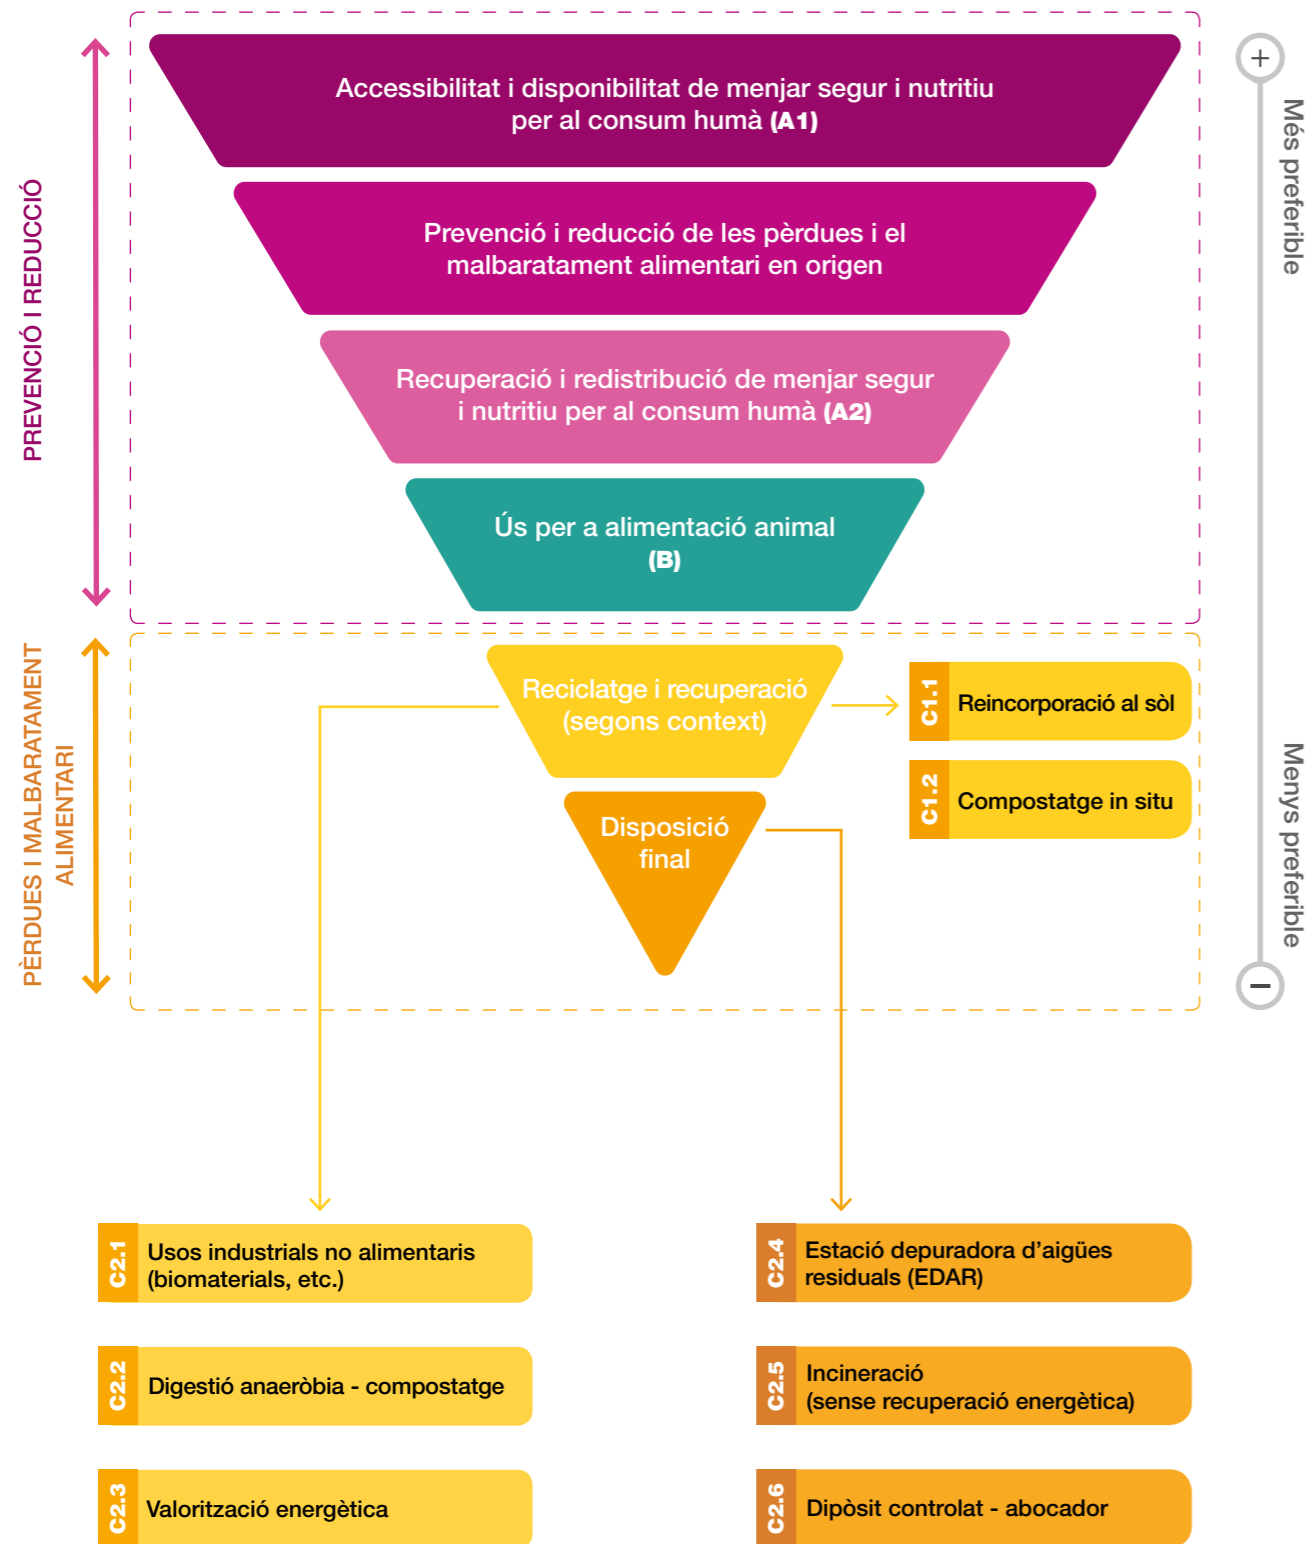 PREVENCIÓ I REDUCCIÓ
Accessibilitat i disponibilitat de menjar segur i nutritiu
per al consum humà (A1)
Prevenció i reducció de les pèrdues i el
malbaratament alimentari en origen
Recuperació i redistribució de menjar segur
i nutritiu per al consum humà (A2)
Ús per a alimentació animal
(B)
+
Més preferible
Menys preferible
−
PÈRDUES I MALBARATAMENT
ALIMENTARI
Reciclatge i recuperació
(segons context)
C1.1
Reincorporació al sòl
C1.2
Compostatge in situ
Disposició
final
C2.1
Usos industrials no alimentaris
(biomaterials, etc.)
C2.2
Digestió anaeròbia - compostatge
C2.3
Valorització energètica
C2.4
Estació depuradora d'aigües
residuals (EDAR)
C2.5
Incineració
(sense recuperació energètica)
C2.6
Dipòsit controlat - abocador